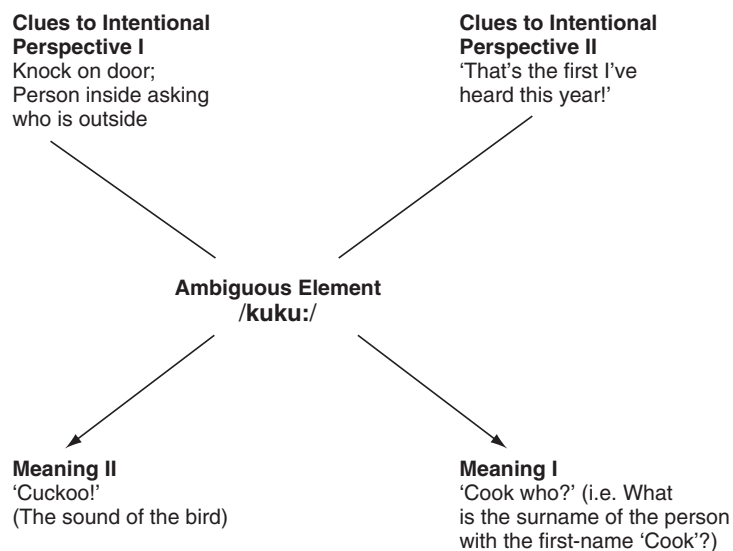 Clues to Intentional
Perspective I
Knock on door;
Person inside asking
who is outside
Clues to Intentional
Perspective II
‘That’s the first I’ve
heard this year!’
Ambiguous Element
/kuku:/
Meaning II
‘Cuckoo!’
(The sound of the bird)
Meaning I
‘Cook who?’ (i.e. What
is the surname of the person
with the first-name ‘Cook’?)